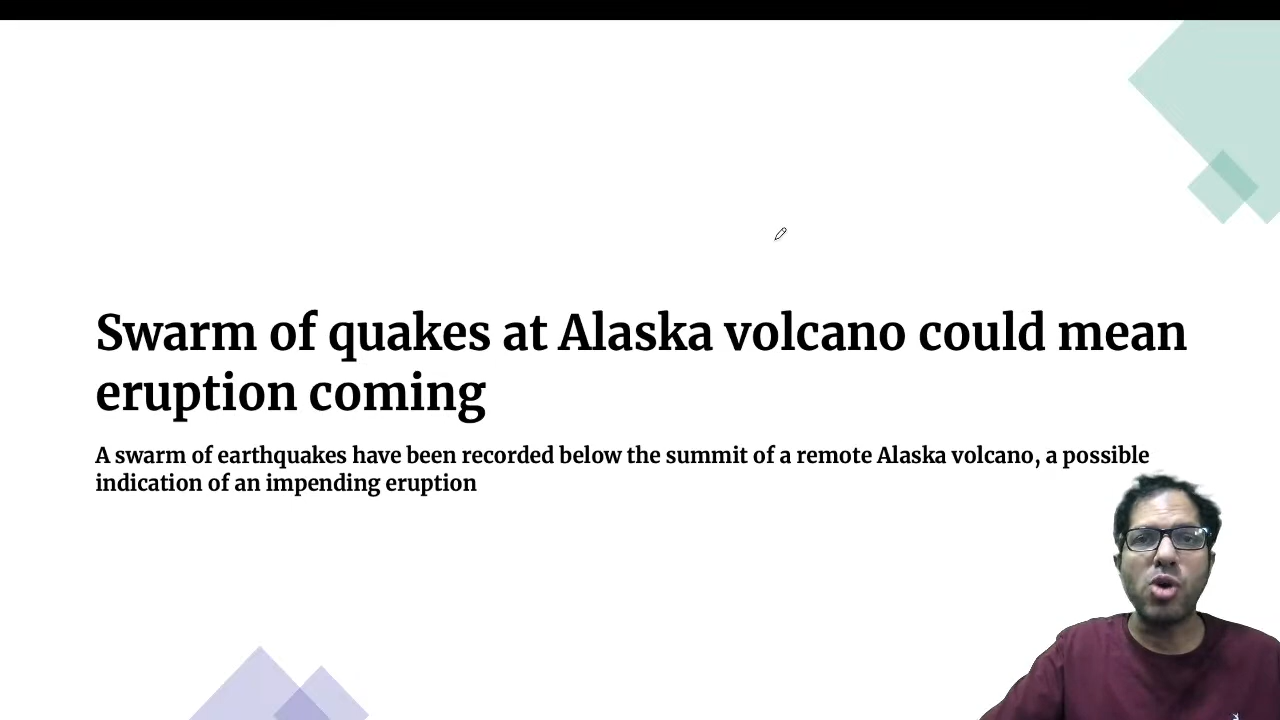 Swarm of quakes at Alaska volcano could mean
eruption coming
A swarm of earthquakes have been recorded below the summit of a remote Alaska volcano, a possible
indication of an impending eruption